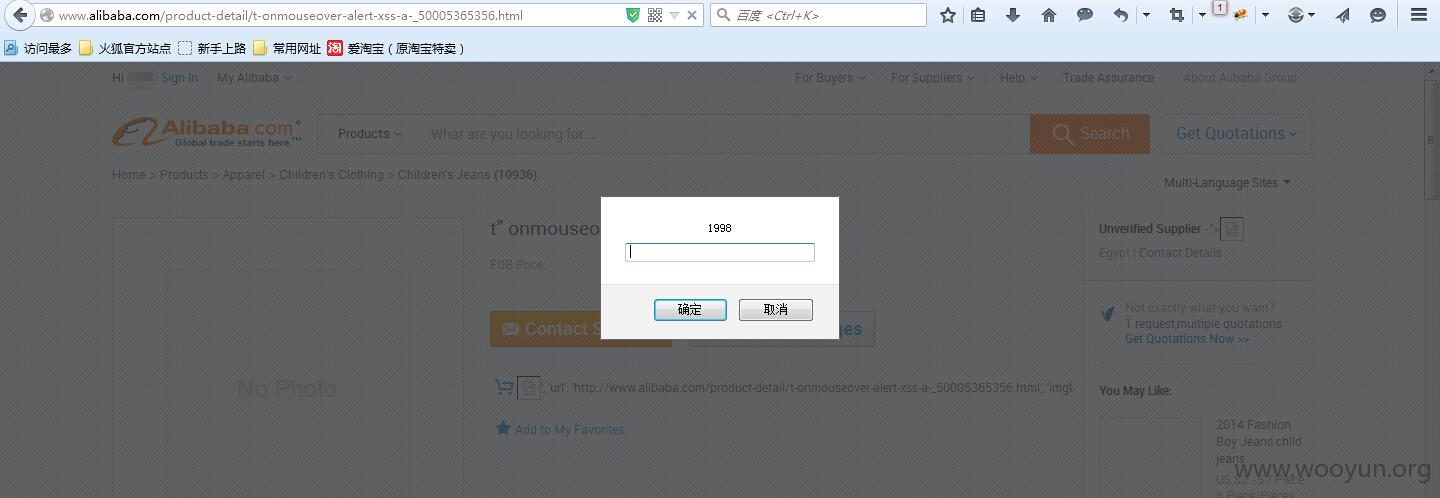 www.alibaba.com/product-detail/t-onmouseover-alert-xss-a-_50005365356.html
百度 <Ctrl+K>
1
访问最多 火狐官方站点 新手上路 常用网址 淘 爱淘宝（原淘宝特卖）
Hi Sign In My Alibaba For Buyers For Suppliers Help Trade Assurance About Alibaba Group
Alibaba.com
Global trade starts here.™
Products What are you looking for... Search Get Quotations
Home > Products > Apparel > Children's Clothing > Children's Jeans (10936)
Multi-Language Sites
t" onmouseo
FOB Price:
1998
确定 取消
Unverified Supplier - ">
Egypt | Contact Details
Not exactly what you want?
1 request,multiple quotations
Get Quotations Now >>
Contact S
ges
No Photo
', 'url': 'http://www.alibaba.com/product-detail/t-onmouseover-alert-xss-a-_50005365356.html', 'imgU
Add to My Favorites
You May Like:
2014 Fashion
Boy Jeans child
jeans
US $2 - 57 Piece
6 Piece/Pieces
www.wooyun.org